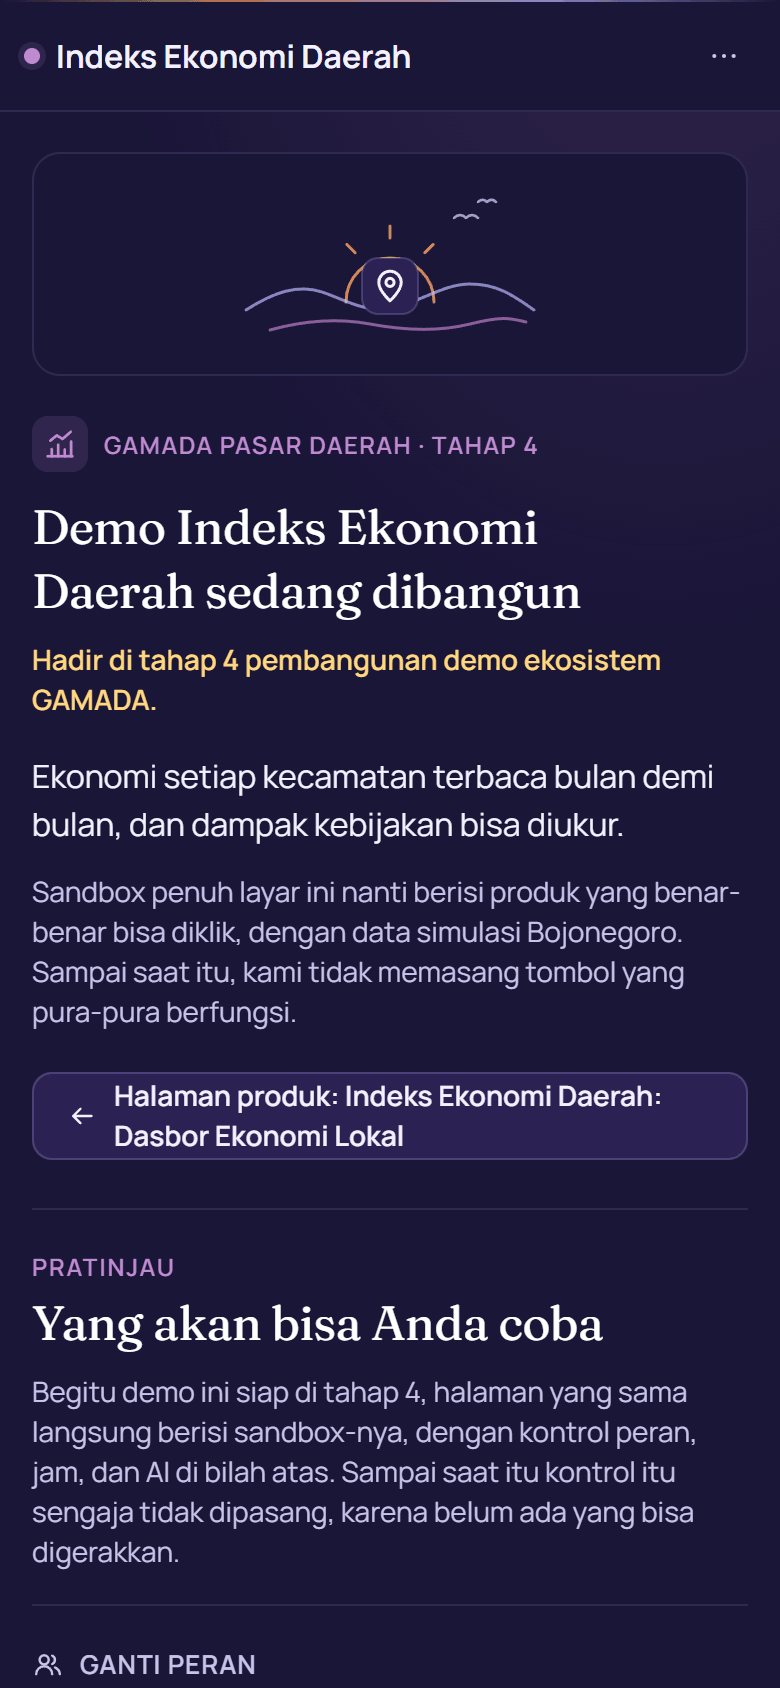 Indeks Ekonomi Daerah
GAMADA PASAR DAERAH · TAHAP 4
Demo Indeks Ekonomi
Daerah sedang dibangun
Hadir di tahap 4 pembangunan demo ekosistem
GAMADA.
Ekonomi setiap kecamatan terbaca bulan demi
bulan, dan dampak kebijakan bisa diukur.
Sandbox penuh layar ini nanti berisi produk yang benar-
benar bisa diklik, dengan data simulasi Bojonegoro.
Sampai saat itu, kami tidak memasang tombol yang
pura-pura berfungsi.
Halaman produk: Indeks Ekonomi Daerah:
Dasbor Ekonomi Lokal
PRATINJAU
Yang akan bisa Anda coba
Begitu demo ini siap di tahap 4, halaman yang sama
langsung berisi sandbox-nya, dengan kontrol peran,
jam, dan AI di bilah atas. Sampai saat itu kontrol itu
sengaja tidak dipasang, karena belum ada yang bisa
digerakkan.
GANTI PERAN